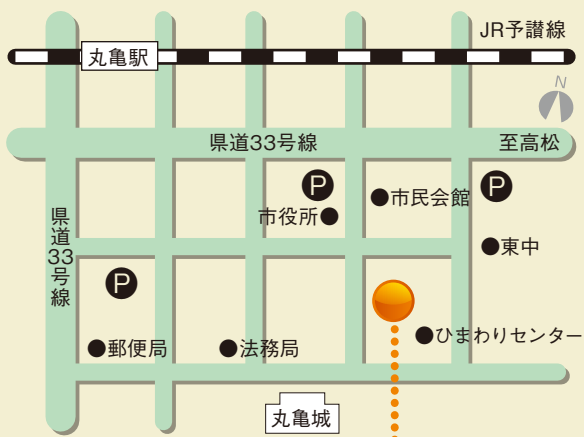 JR予讃線
丸亀駅
N
県道33号線
至高松
P
P
市民会館
市役所
県道33号線
東中
P
ひまわりセンター
郵便局
法務局
丸亀城